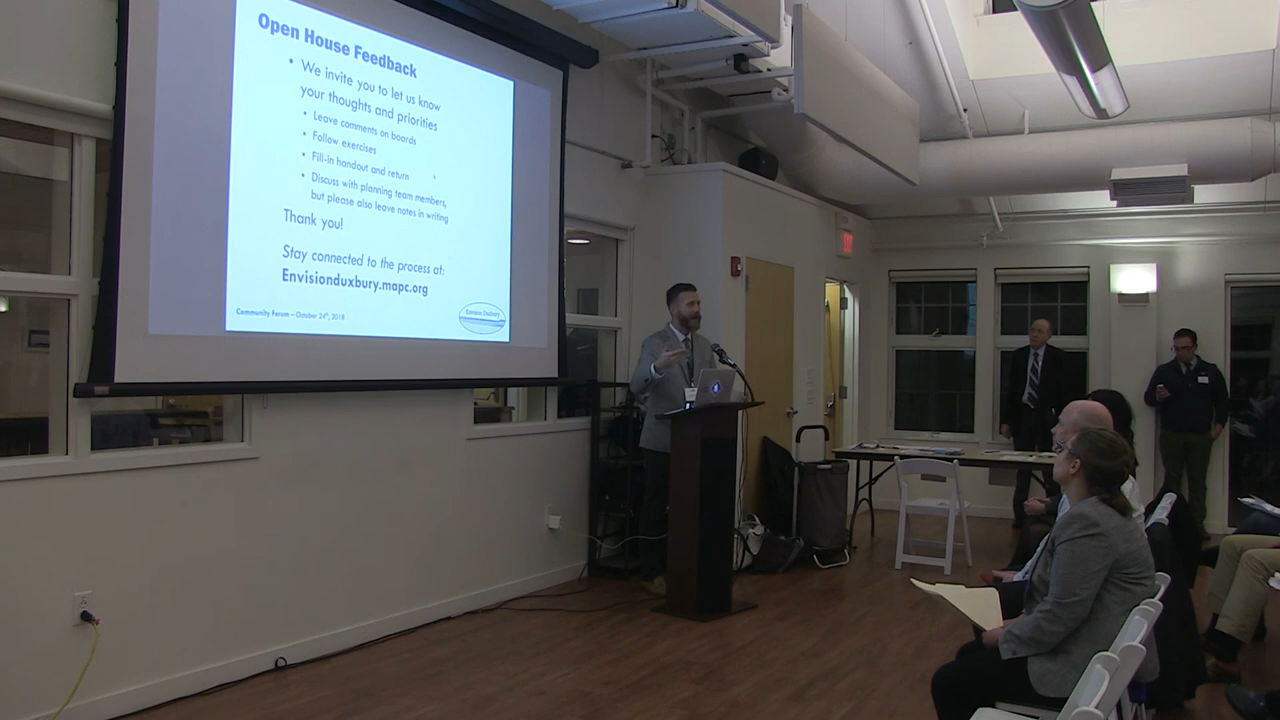 Open House Feedback
• We invite you to let us know
your thoughts and priorities
• Leave comments on boards
• Follow exercises
• Fill-in handout and return
• Discuss with planning team members,
but please also leave notes in writing
Thank you!
Stay connected to the process at:
Envisionduxbury.mapc.org
Community Forum – October 24th, 2018
Envision Duxbury
EXIT